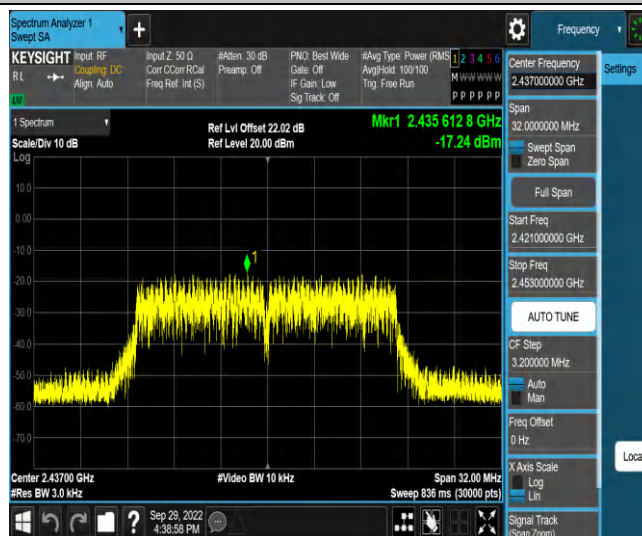 Spectrum Analyzer 1
Swept SA
Frequency
KEYSIGHT
RL
Input: RF
Coupling: DC
Align: Auto
Input Z: 50 Ω
Corr CCorr RCal
Freq Ref: Int (S)
#Atten: 30 dB
Preamp: Off
PNO: Best Wide
Gate: Off
IF Gain: Low
Sig Track: Off
#Avg Type: Power (RMS
Avg|Hold: 100/100
Trig: Free Run
1 2 3 4 5 6
M W W W W W
P P P P P P
LNI
1 Spectrum
Scale/Div 10 dB
Log
Ref Lvl Offset 22.02 dB
Ref Level 20.00 dBm
Mkr1 2.435 612 8 GHz
-17.24 dBm
10.0
0.00
-10.0
-20.0
-30.0
-40.0
-50.0
-60.0
-70.0
1
Center 2.43700 GHz
#Res BW 3.0 kHz
#Video BW 10 kHz
Span 32.00 MHz
Sweep 836 ms (30000 pts)
Sep 29, 2022
4:38:58 PM
Center Frequency
2.437000000 GHz
Settings
Span
32.0000000 MHz
Swept Span
Zero Span
Full Span
Start Freq
2.421000000 GHz
Stop Freq
2.453000000 GHz
AUTO TUNE
CF Step
3.200000 MHz
Auto
Man
Freq Offset
0 Hz
X Axis Scale
Log
Lin
Loca
Signal Track
(Span Zoom)